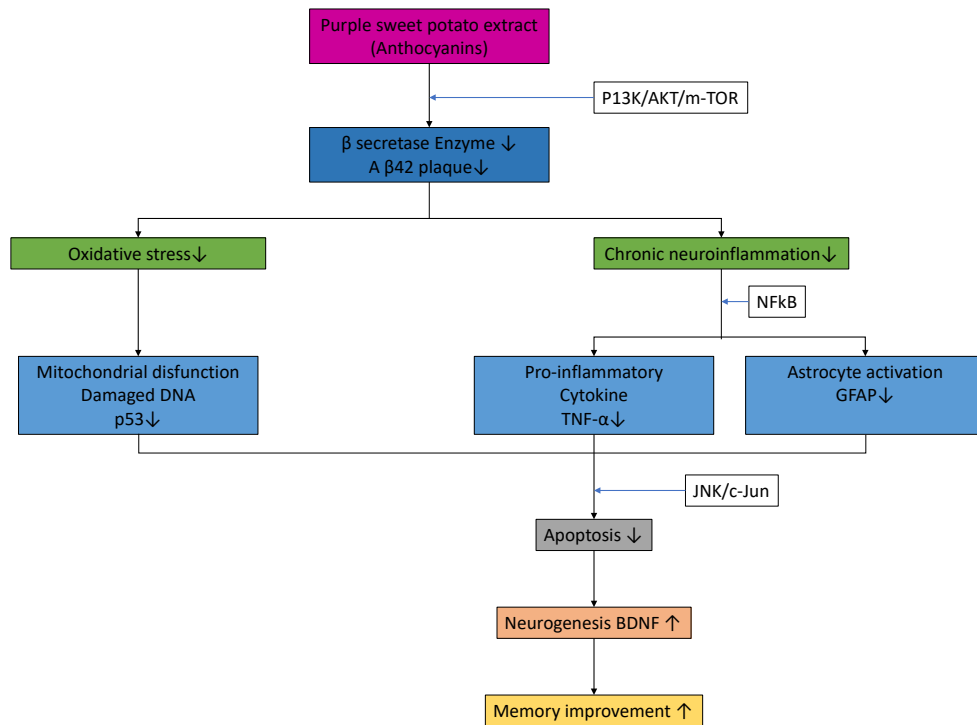 Purple sweet potato extract
(Anthocyanins)
P13K/AKT/m-TOR
β secretase Enzyme ↓
A β42 plaque↓
Oxidative stress↓
Chronic neuroinflammation↓
NFkB
Mitochondrial disfunction
Damaged DNA
p53↓
Pro-inflammatory
Cytokine
TNF-α↓
Astrocyte activation
GFAP↓
JNK/c-Jun
Apoptosis ↓
Neurogenesis BDNF ↑
Memory improvement ↑